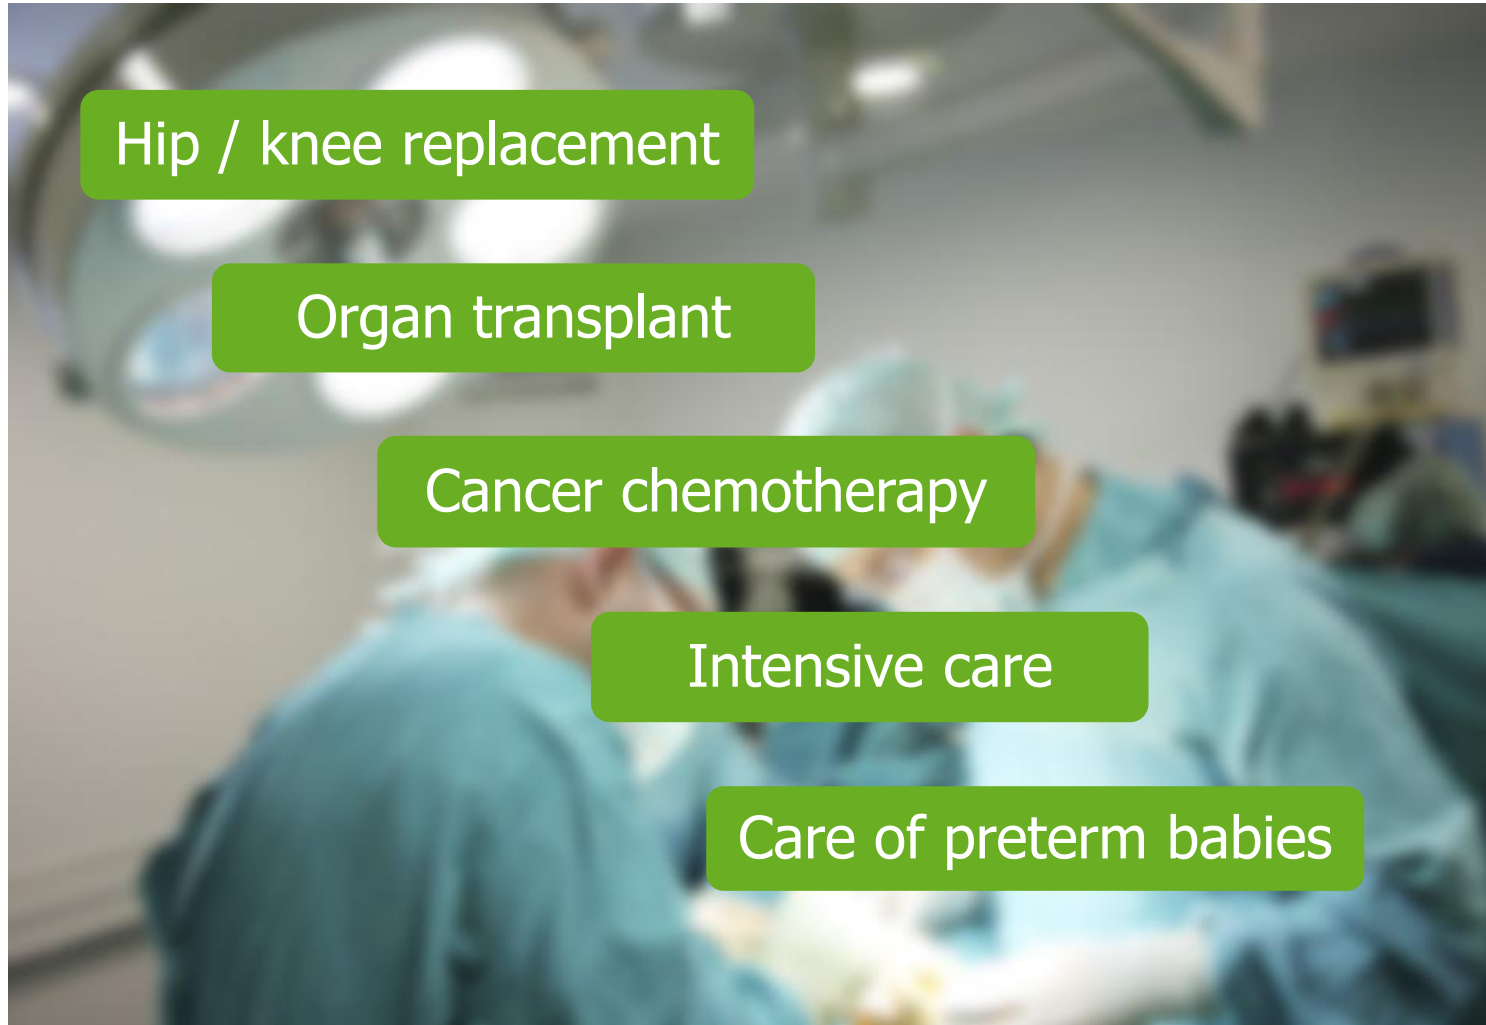 Hip / knee replacement
Organ transplant
Cancer chemotherapy
Intensive care
Care of preterm babies